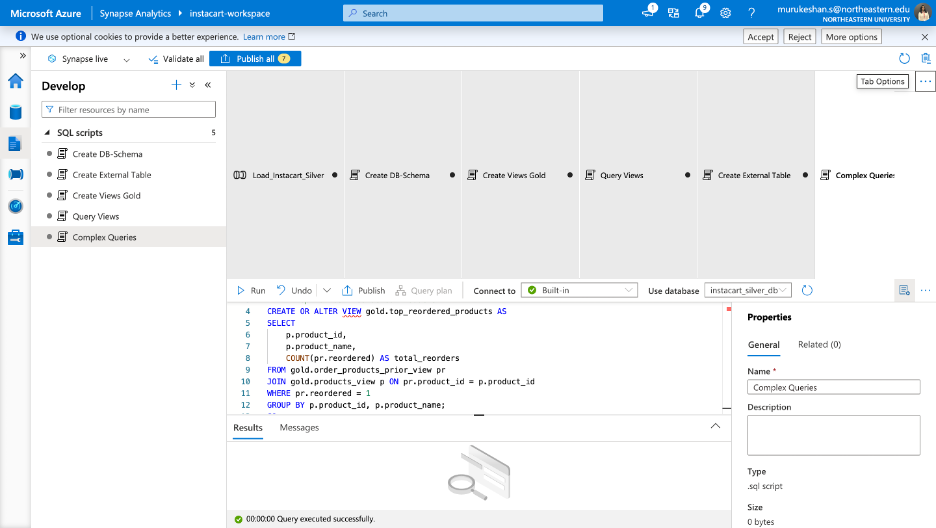 Microsoft Azure
Synapse Analytics
instacart-workspace
Search
1
9
murukeshan.s@northeastern.edu
NORTHEASTERN UNIVERSITY
We use optional cookies to provide a better experience. Learn more
Accept
Reject
More options
Synapse live
Validate all
Publish all 7
Tab Options
Develop
Filter resources by name
SQL scripts 5
Create DB-Schema
Create External Table
Create Views Gold
Query Views
Complex Queries
Load_Instacart_Silver
Create DB-Schema
Create Views Gold
Query Views
Create External Table
Complex Queries
Run
Undo
Publish
Query plan
Connect to
Built-in
Use database
instacart_silver_db
4 CREATE OR ALTER VIEW gold.top_reordered_products AS
5 SELECT
6 p.product_id,
7 p.product_name,
8 COUNT(pr.reordered) AS total_reorders
9 FROM gold.order_products_prior_view pr
10 JOIN gold.products_view p ON pr.product_id = p.product_id
11 WHERE pr.reordered = 1
12 GROUP BY p.product_id, p.product_name;
Results
Messages
00:00:00 Query executed successfully.
Properties
General
Related (0)
Name *
Complex Queries
Description
Type
.sql script
Size
0 bytes